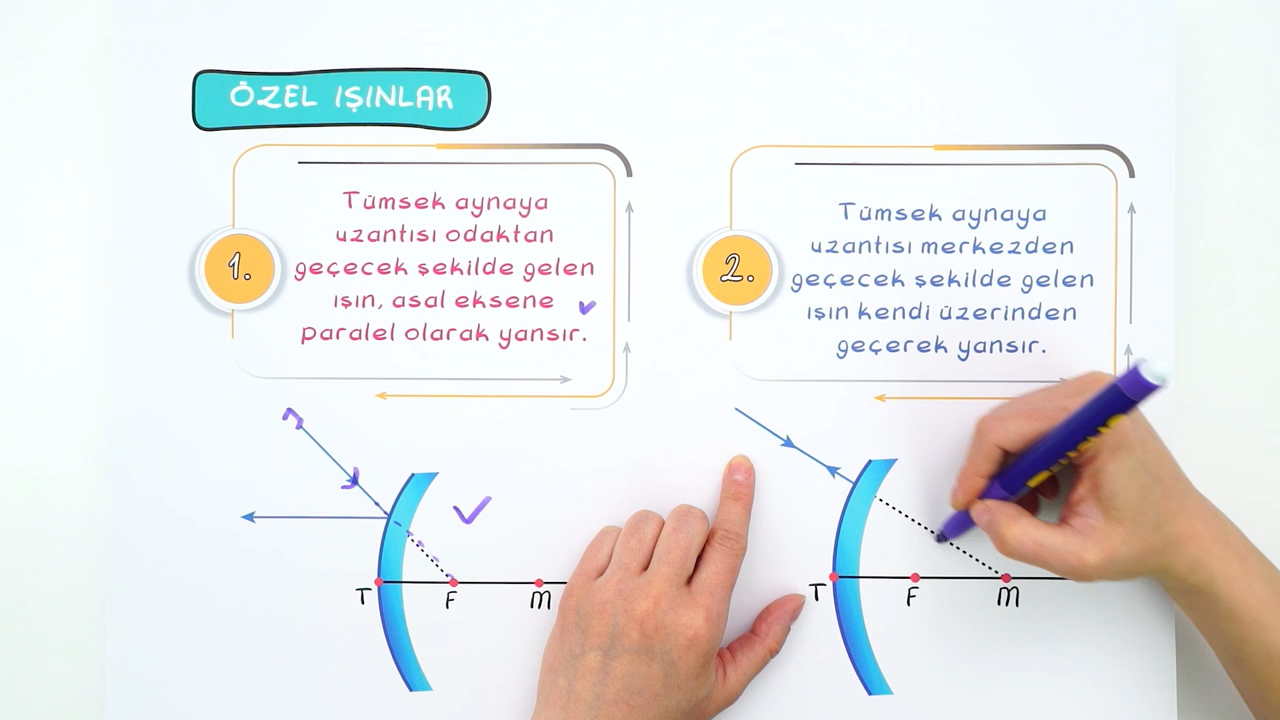 ÖZEL IŞINLAR
1.
Tümsek aynaya
uzantısı odaktan
geçecek şekilde gelen
ışın, asal eksene
paralel olarak yansır.
2.
Tümsek aynaya
uzantısı merkezden
geçecek şekilde gelen
ışın kendi üzerinden
geçerek yansır.
T F M
T F M